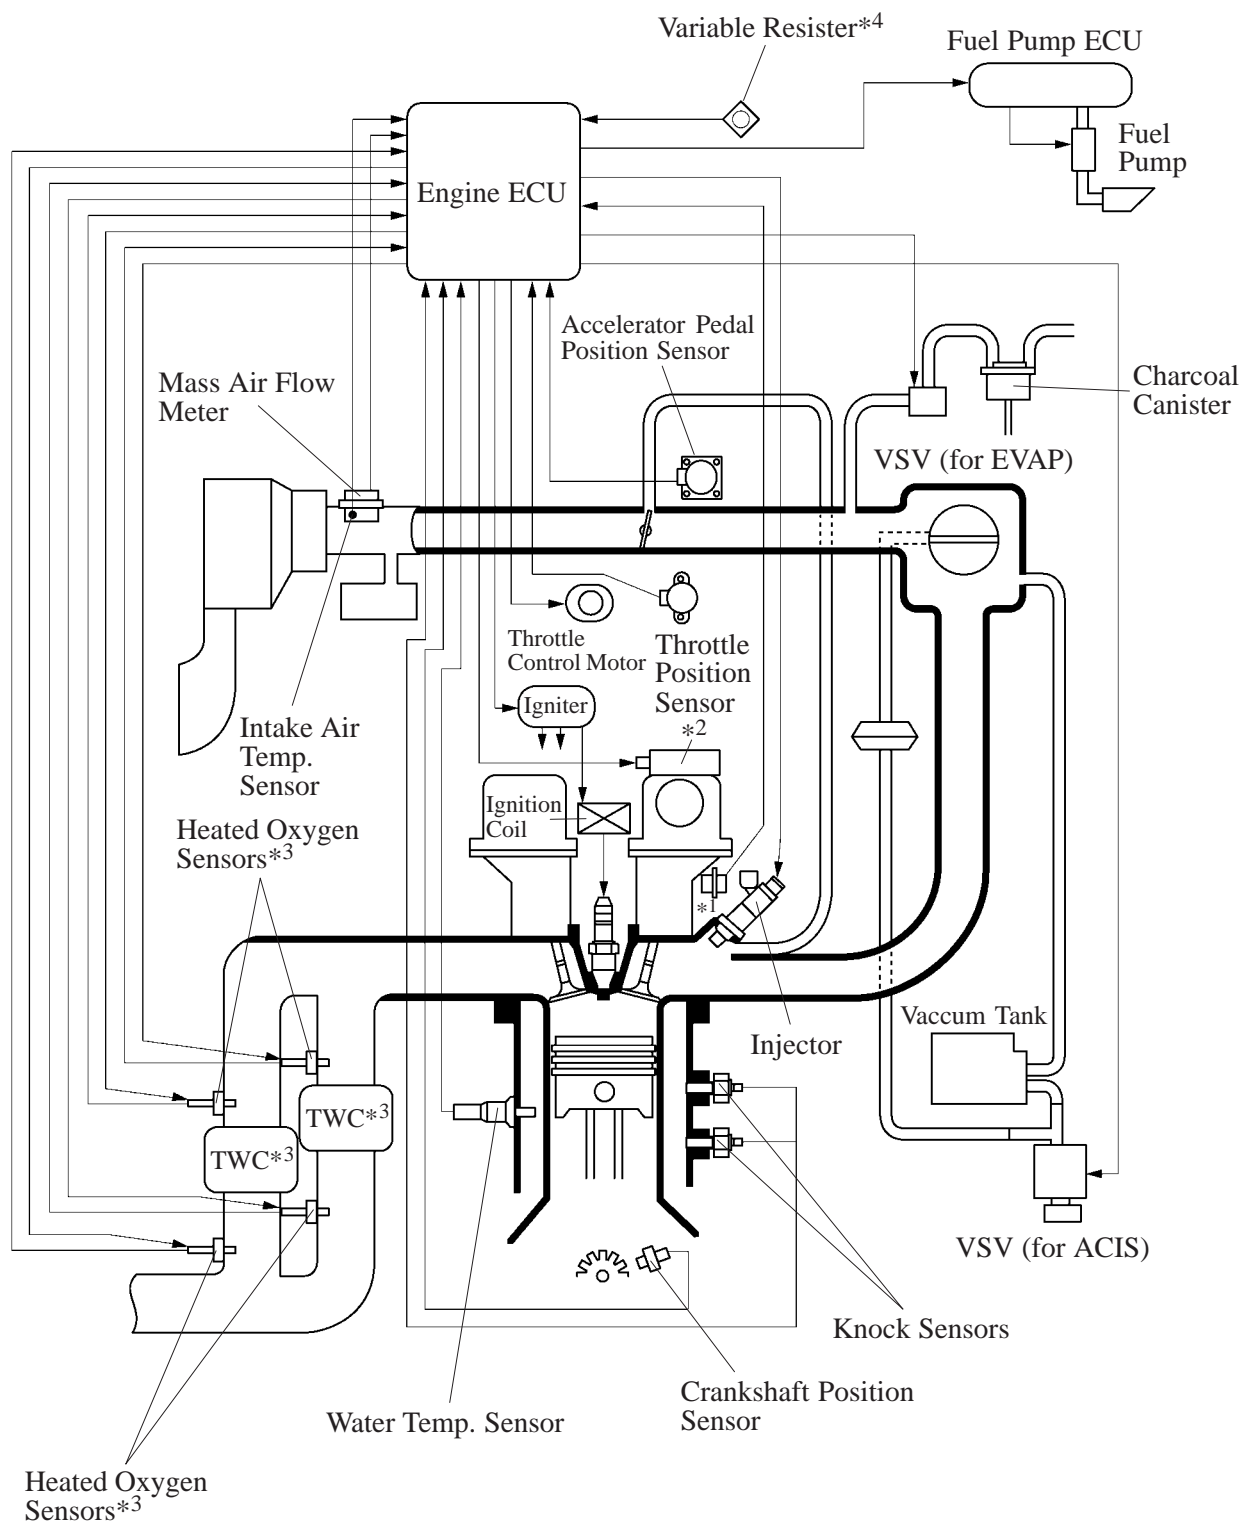 Variable Resister*4
Fuel Pump ECU
Fuel
Pump
Engine ECU
Accelerator Pedal
Position Sensor
Mass Air Flow
Meter
Charcoal
Canister
VSV (for EVAP)
Throttle
Control Motor
Throttle
Position
Sensor
*2
Igniter
Intake Air
Temp.
Sensor
Ignition
Coil
Heated Oxygen
Sensors*3
*1
Injector
Vaccum Tank
TWC*3
TWC*3
VSV (for ACIS)
Knock Sensors
Crankshaft Position
Sensor
Water Temp. Sensor
Heated Oxygen
Sensors*3